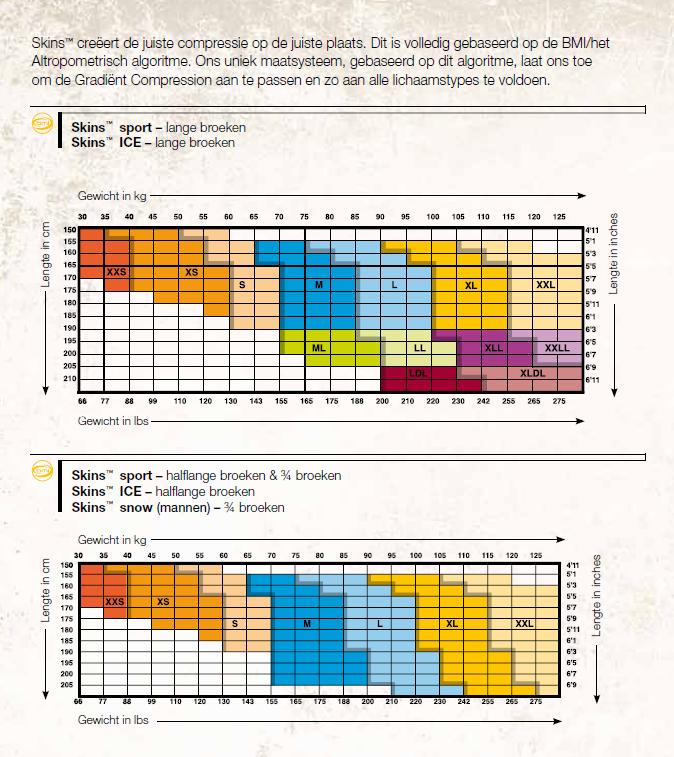 Skins™ creëert de juiste compressie op de juiste plaats. Dit is volledig gebaseerd op de BMI/het
Altropometrisch algoritme. Ons uniek maatsysteem, gebaseerd op dit algoritme, laat ons toe
om de Gradiënt Compression aan te passen en zo aan alle lichaamstypes te voldoen.
Skins™ sport – lange broeken
Skins™ ICE – lange broeken
Gewicht in kg
30 35 40 45 50 55 60 65 70 75 80 85 90 95 100 105 110 115 120 125
Lengte in cm
Lengte in inches
150 4'11
155 5'1
160 5'3
165 5'5
170 XXS XS 5'7
175 S M L XL XXL 5'9
180 5'11
185 6'1
190 6'3
195 6'5
ML LL XLL XXLL
200 6'7
205 6'9
LDL XLDL
210 6'11
66 77 88 99 110 120 130 143 155 165 175 188 200 210 220 230 242 255 265 275
Gewicht in lbs
Skins™ sport – halflange broeken & ¾ broeken
Skins™ ICE – halflange broeken
Skins™ snow (mannen) – ¾ broeken
Gewicht in kg
30 35 40 45 50 55 60 65 70 75 80 85 90 95 100 105 110 115 120 125
Lengte in cm
Lengte in inches
150 4'11
155 5'1
160 5'3
165 5'5
XXS XS
170 5'7
175 5'9
S M L XL XXL
180 5'11
185 6'1
190 6'3
195 6'5
200 6'7
205 6'9
66 77 88 99 110 120 130 143 155 165 175 188 200 210 220 230 242 255 265 275
Gewicht in lbs